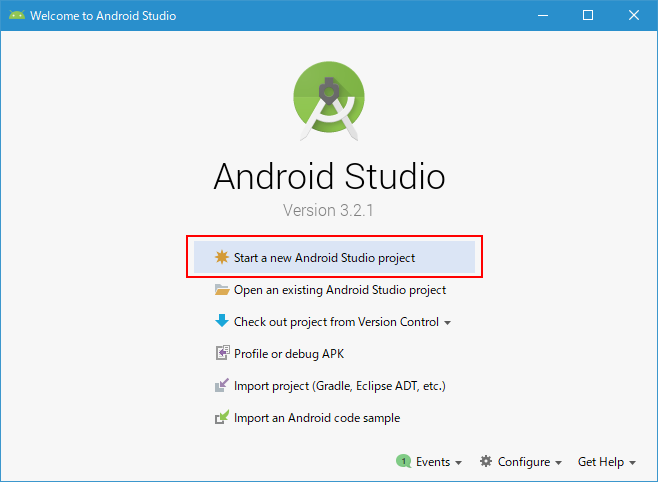 Welcome to Android Studio
Android Studio
Version 3.2.1
Start a new Android Studio project
Open an existing Android Studio project
Check out project from Version Control
Profile or debug APK
Import project (Gradle, Eclipse ADT, etc.)
Import an Android code sample
1 Events Configure Get Help